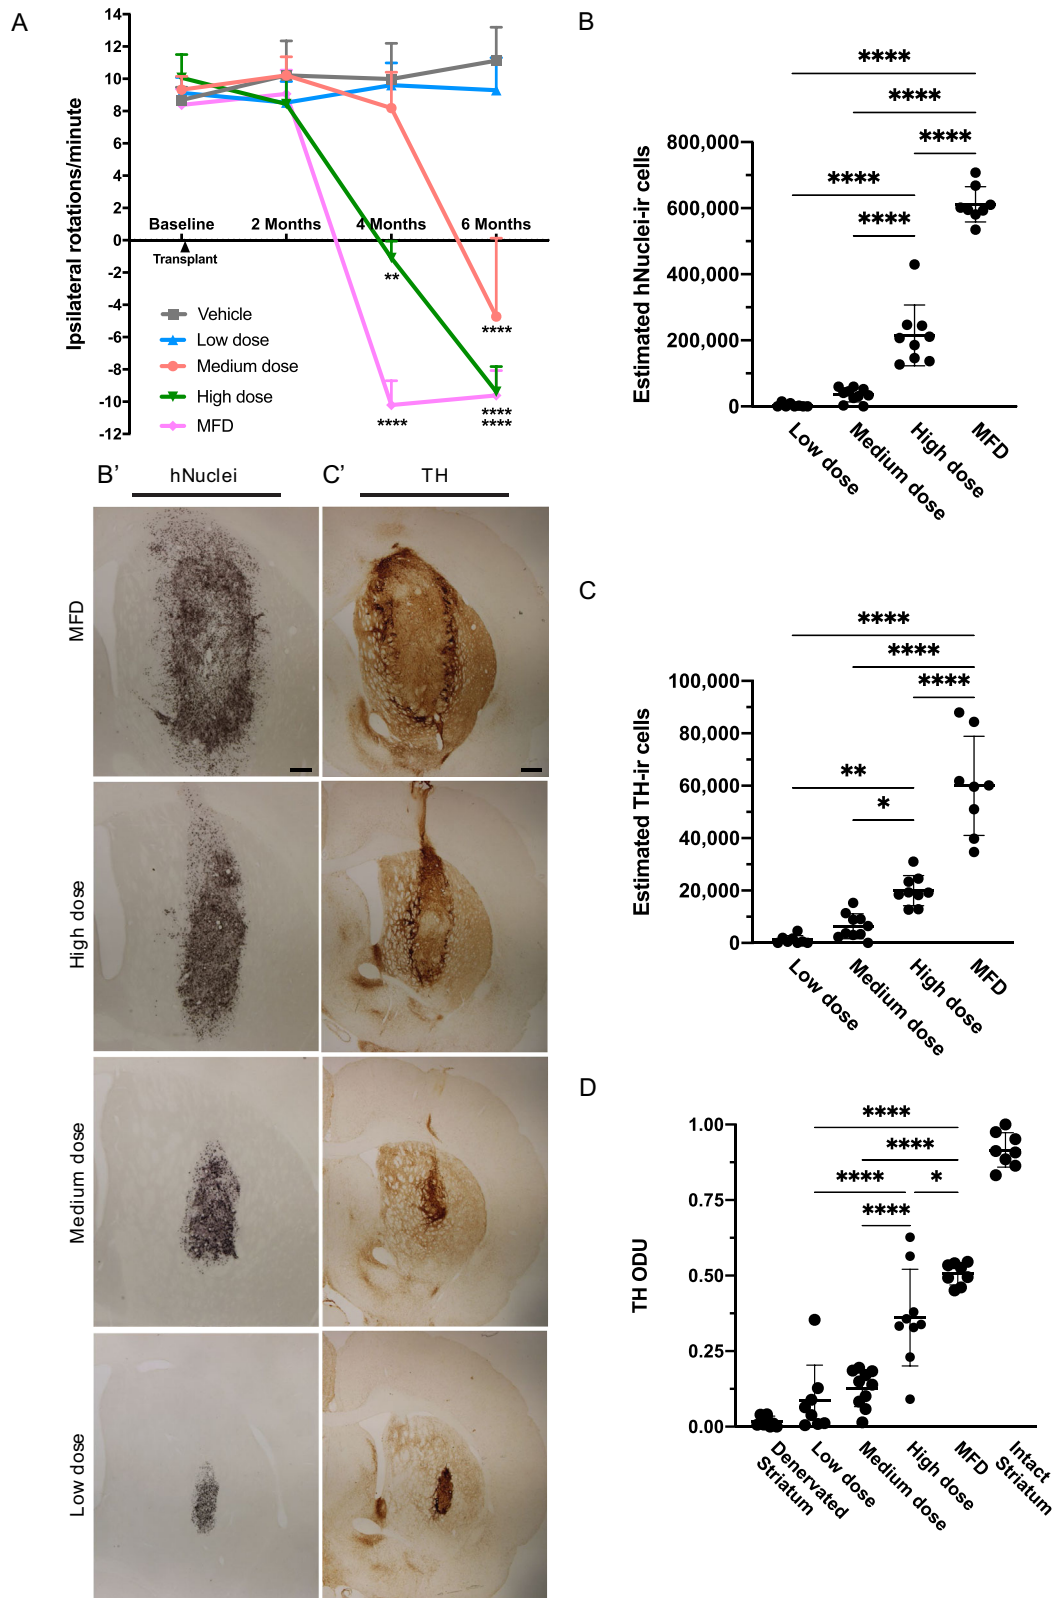 A
14
12
10
8
6
4
2
0
-2
-4
-6
-8
-10
-12
Ipsilateral rotations/minute
Baseline
2 Months
4 Months
6 Months
Transplant
**
****
****
****
****
Vehicle
Low dose
Medium dose
High dose
MFD
B
****
****
****
****
****
800,000
600,000
400,000
200,000
0
Estimated hNuclei-ir cells
Low dose
Medium dose
High dose
MFD
B’
hNuclei
C’
TH
MFD
High dose
Medium dose
Low dose
C
****
****
****
**
*
100,000
80,000
60,000
40,000
20,000
0
Estimated TH-ir cells
Low dose
Medium dose
High dose
MFD
D
****
****
****
*
****
1.00
0.75
0.50
0.25
0.00
TH ODU
Denervated
Striatum
Low dose
Medium dose
High dose
MFD
Intact
Striatum